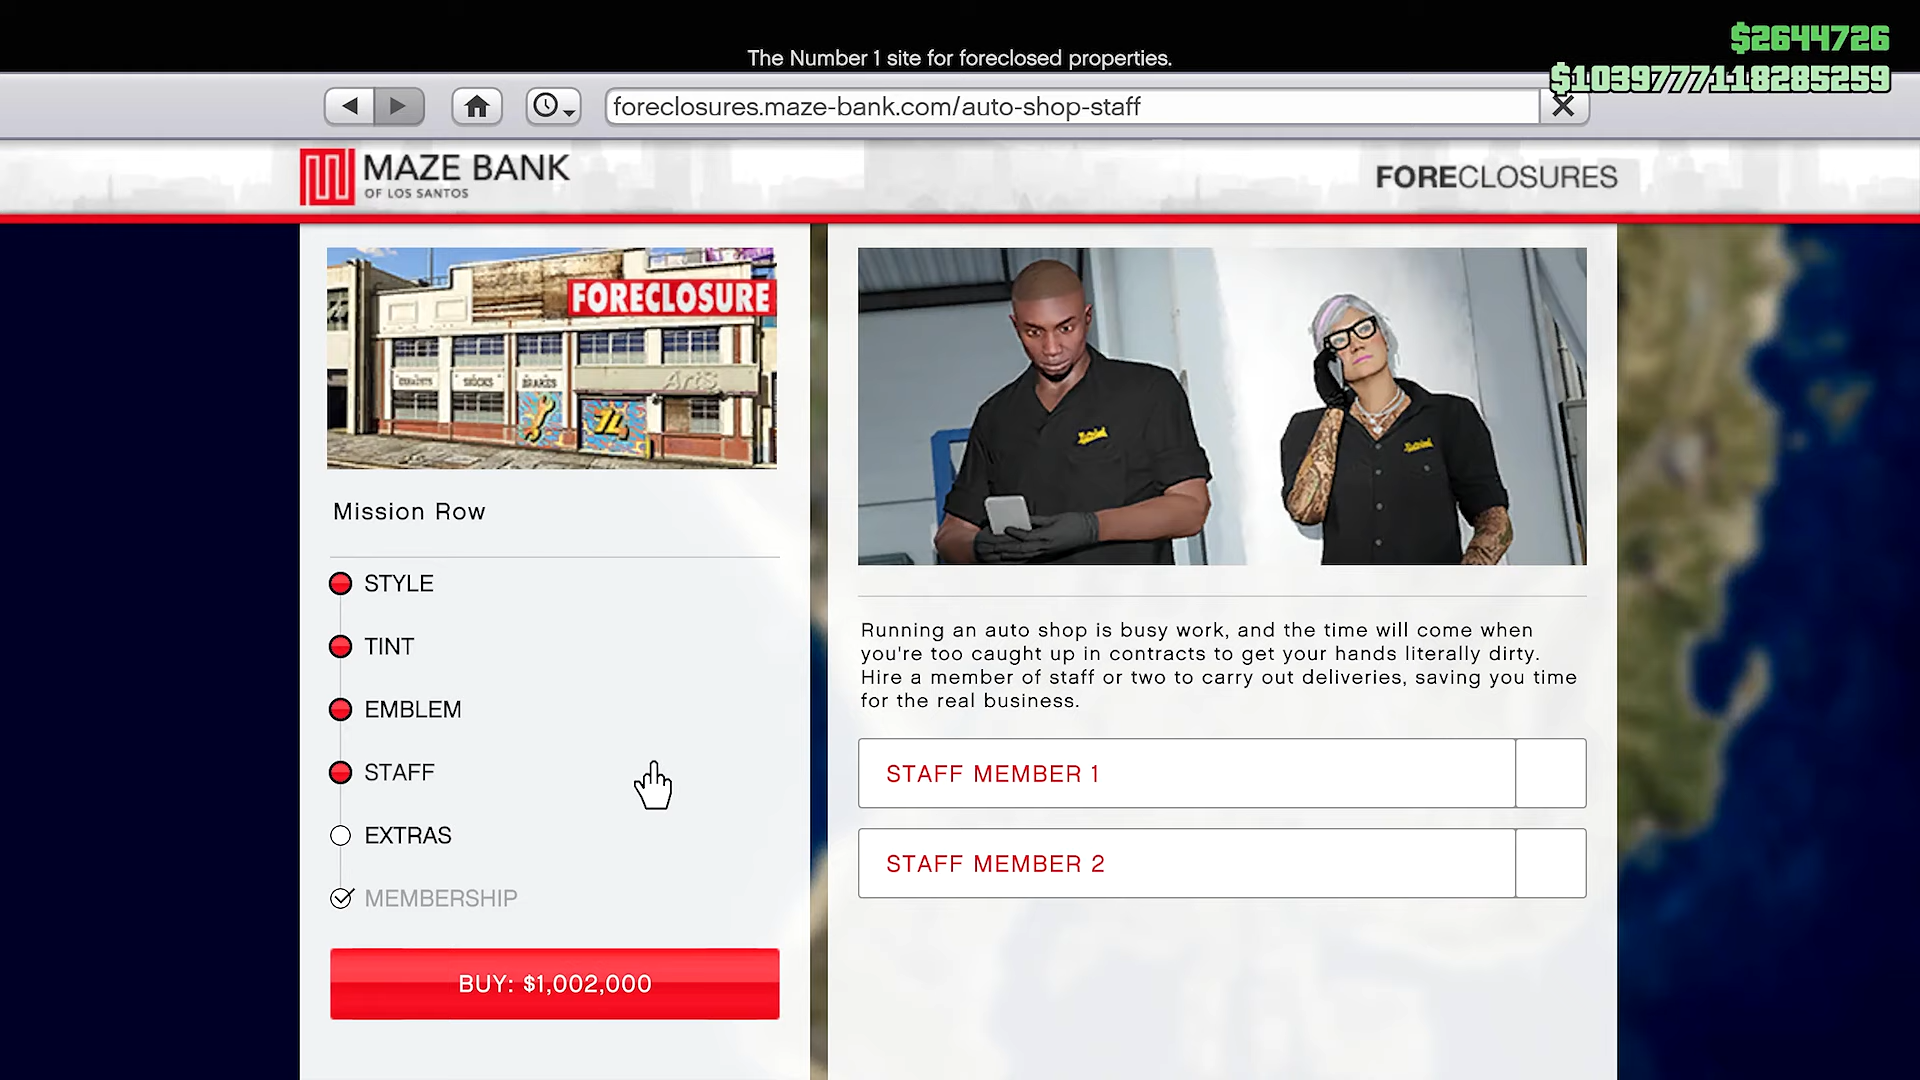 $2644726
The Number 1 site for foreclosed properties.
$1039777118285259
foreclosures.maze-bank.com/auto-shop-staff
MAZE BANK
OF LOS SANTOS
FORECLOSURES
FORECLOSURE
EXHAUSTS
SHOCKS
BRAKES
Art's
Mission Row
STYLE
TINT
EMBLEM
STAFF
EXTRAS
MEMBERSHIP
BUY: $1,002,000
Running an auto shop is busy work, and the time will come when
you're too caught up in contracts to get your hands literally dirty.
Hire a member of staff or two to carry out deliveries, saving you time
for the real business.
STAFF MEMBER 1
STAFF MEMBER 2